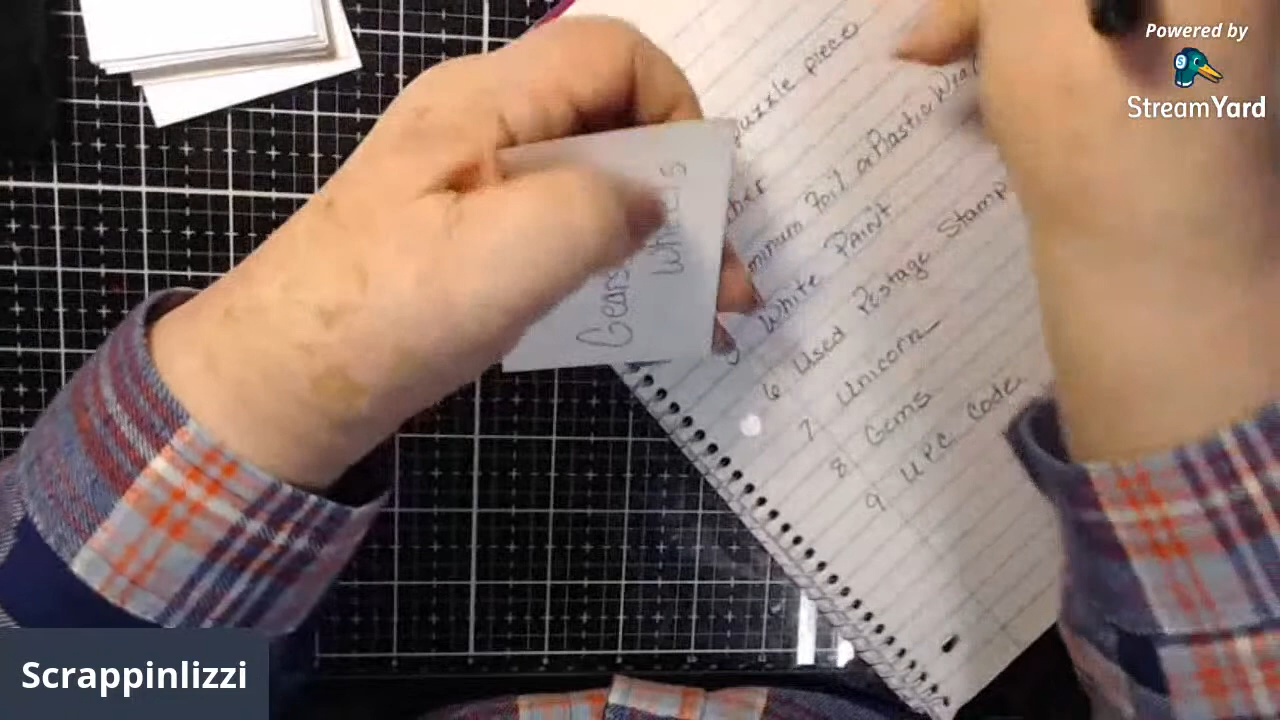 Powered by
StreamYard
puzzle piece
Foil or Plastic Wrap
White PAINT
6 Used Postage Stamp
7 Unicorn
8 Gems
9 UPC Code
Gears
Wheels
Scrappinlizzi